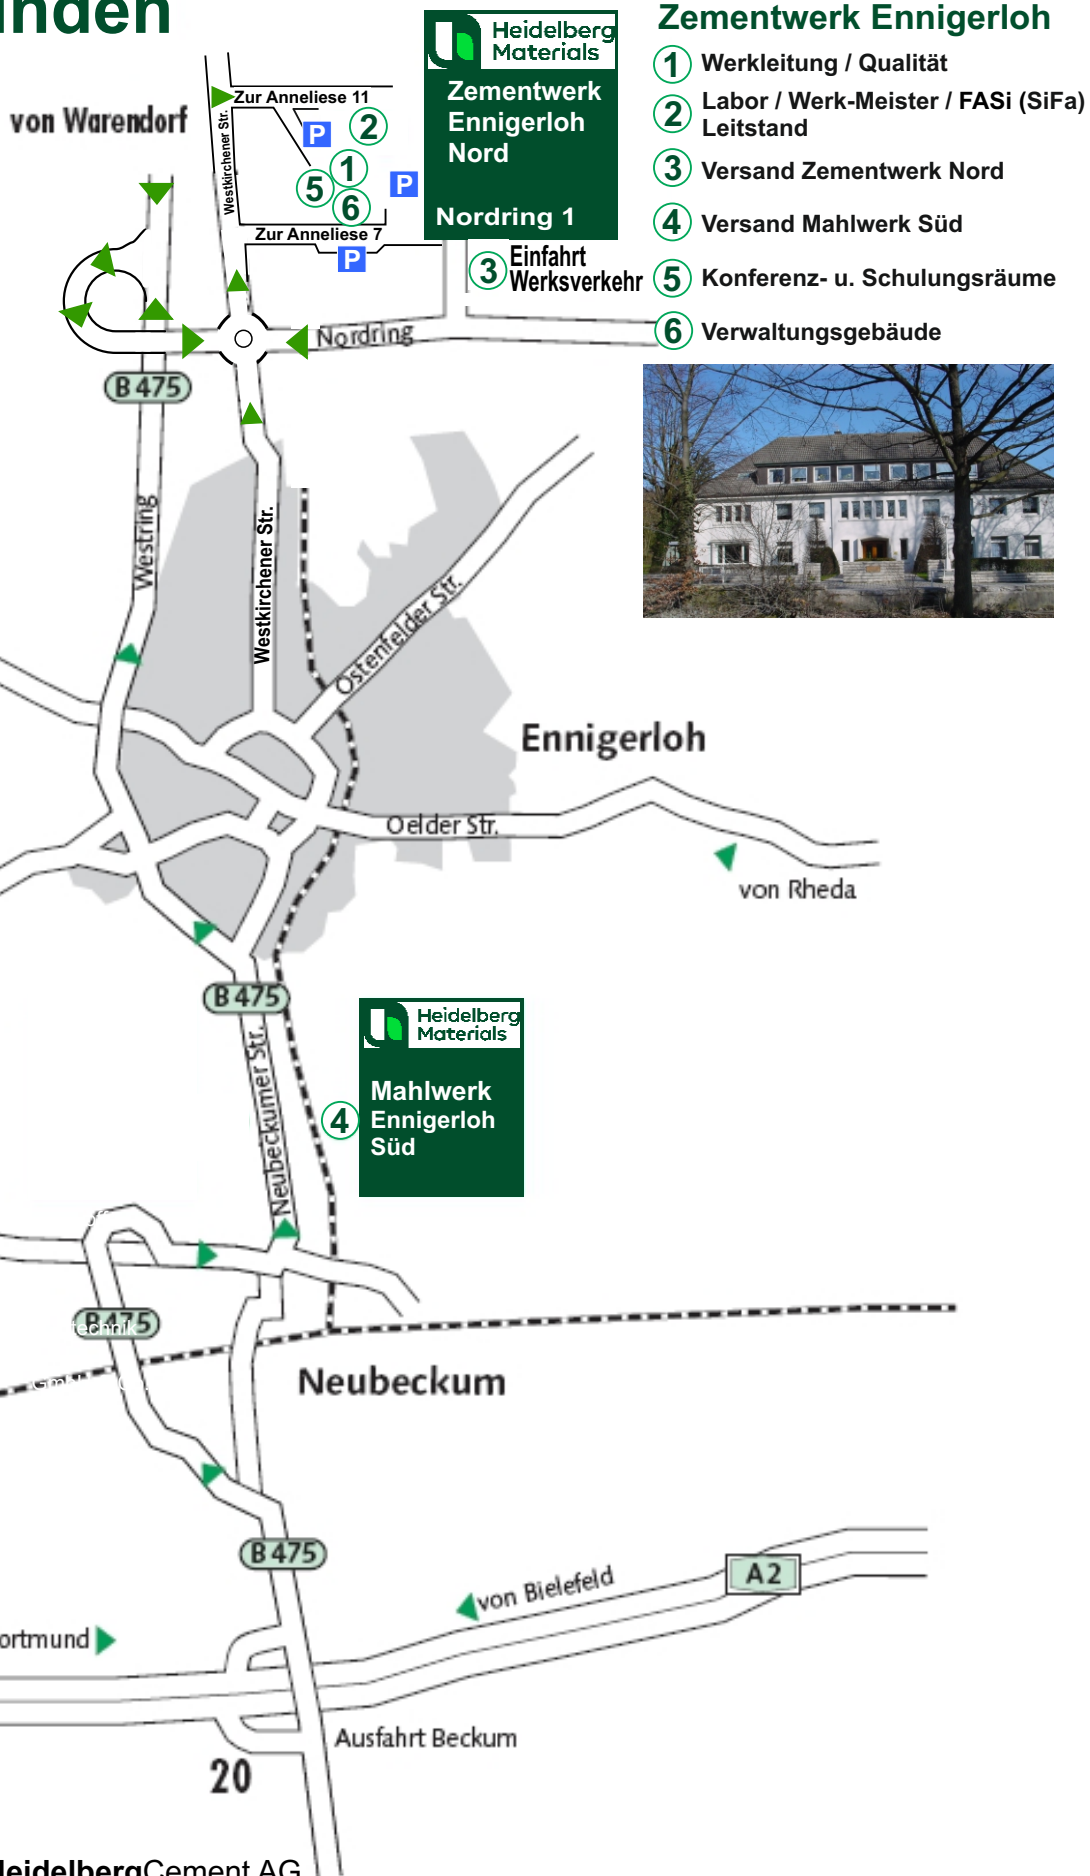 Zementwerk Ennigerloh
1 Werkleitung / Qualität
2 Labor / Werk-Meister / FASi (SiFa)
Leitstand
3 Versand Zementwerk Nord
4 Versand Mahlwerk Süd
5 Konferenz- u. Schulungsräume
6 Verwaltungsgebäude
Heidelberg
Materials
Zementwerk
Ennigerloh
Nord
Nordring 1
von Warendorf
Zur Anneliese 11
Westkirchener Str.
P
2
1
5
6
P
Zur Anneliese 7
P
3
Einfahrt
Werksverkehr
Nordring
B 475
Westring
Westkirchener Str.
Ostenfelder Str.
Ennigerloh
Oelder Str.
von Rheda
B 475
Neubeckumer Str.
Heidelberg
Materials
Mahlwerk
Ennigerloh
Süd
4
B 475
technik
Neubeckum
B 475
A 2
von Bielefeld
ortmund
Ausfahrt Beckum
20
HeidelbergCement AG